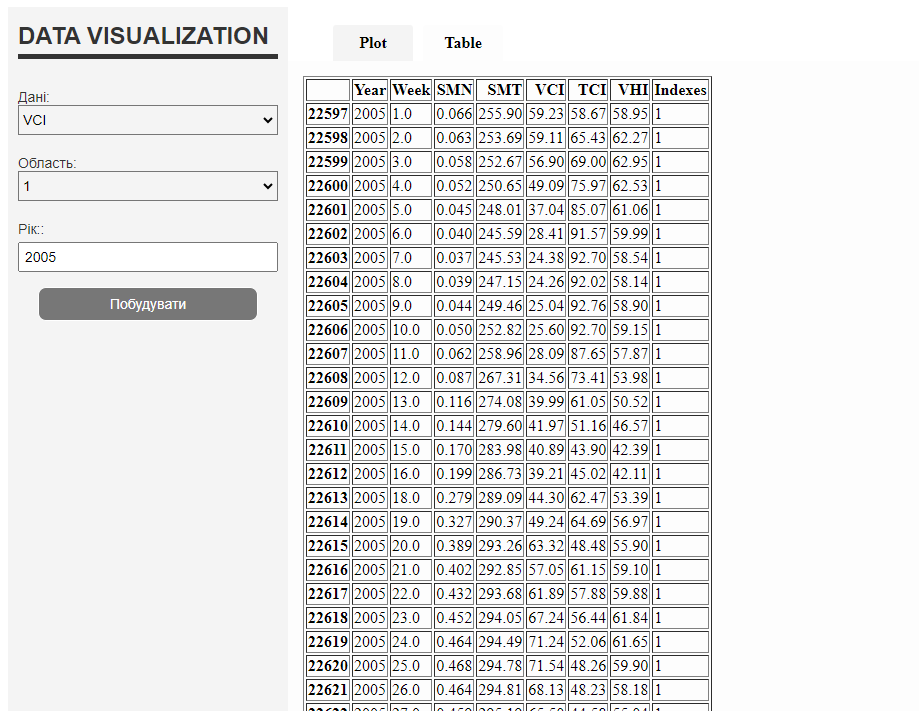 DATA VISUALIZATION
Дані:
VCI
Область:
1
Рік::
2005
Побудувати
Plot Table
Year Week SMN SMT VCI TCI VHI Indexes
22597 2005 1.0 0.066 255.90 59.23 58.67 58.95 1
22598 2005 2.0 0.063 253.69 59.11 65.43 62.27 1
22599 2005 3.0 0.058 252.67 56.90 69.00 62.95 1
22600 2005 4.0 0.052 250.65 49.09 75.97 62.53 1
22601 2005 5.0 0.045 248.01 37.04 85.07 61.06 1
22602 2005 6.0 0.040 245.59 28.41 91.57 59.99 1
22603 2005 7.0 0.037 245.53 24.38 92.70 58.54 1
22604 2005 8.0 0.039 247.15 24.26 92.02 58.14 1
22605 2005 9.0 0.044 249.46 25.04 92.76 58.90 1
22606 2005 10.0 0.050 252.82 25.60 92.70 59.15 1
22607 2005 11.0 0.062 258.96 28.09 87.65 57.87 1
22608 2005 12.0 0.087 267.31 34.56 73.41 53.98 1
22609 2005 13.0 0.116 274.08 39.99 61.05 50.52 1
22610 2005 14.0 0.144 279.60 41.97 51.16 46.57 1
22611 2005 15.0 0.170 283.98 40.89 43.90 42.39 1
22612 2005 16.0 0.199 286.73 39.21 45.02 42.11 1
22613 2005 18.0 0.279 289.09 44.30 62.47 53.39 1
22614 2005 19.0 0.327 290.37 49.24 64.69 56.97 1
22615 2005 20.0 0.389 293.26 63.32 48.48 55.90 1
22616 2005 21.0 0.402 292.85 57.05 61.15 59.10 1
22617 2005 22.0 0.432 293.68 61.89 57.88 59.88 1
22618 2005 23.0 0.452 294.05 67.24 56.44 61.84 1
22619 2005 24.0 0.464 294.49 71.24 52.06 61.65 1
22620 2005 25.0 0.468 294.78 71.54 48.26 59.90 1
22621 2005 26.0 0.464 294.81 68.13 48.23 58.18 1